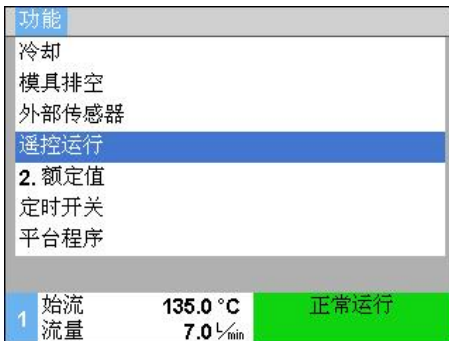 功能
冷却
模具排空
外部传感器
遥控运行
2. 额定值
定时开关
平台程序
1 始流 135.0 °C 正常运行
流量 7.0 L/min